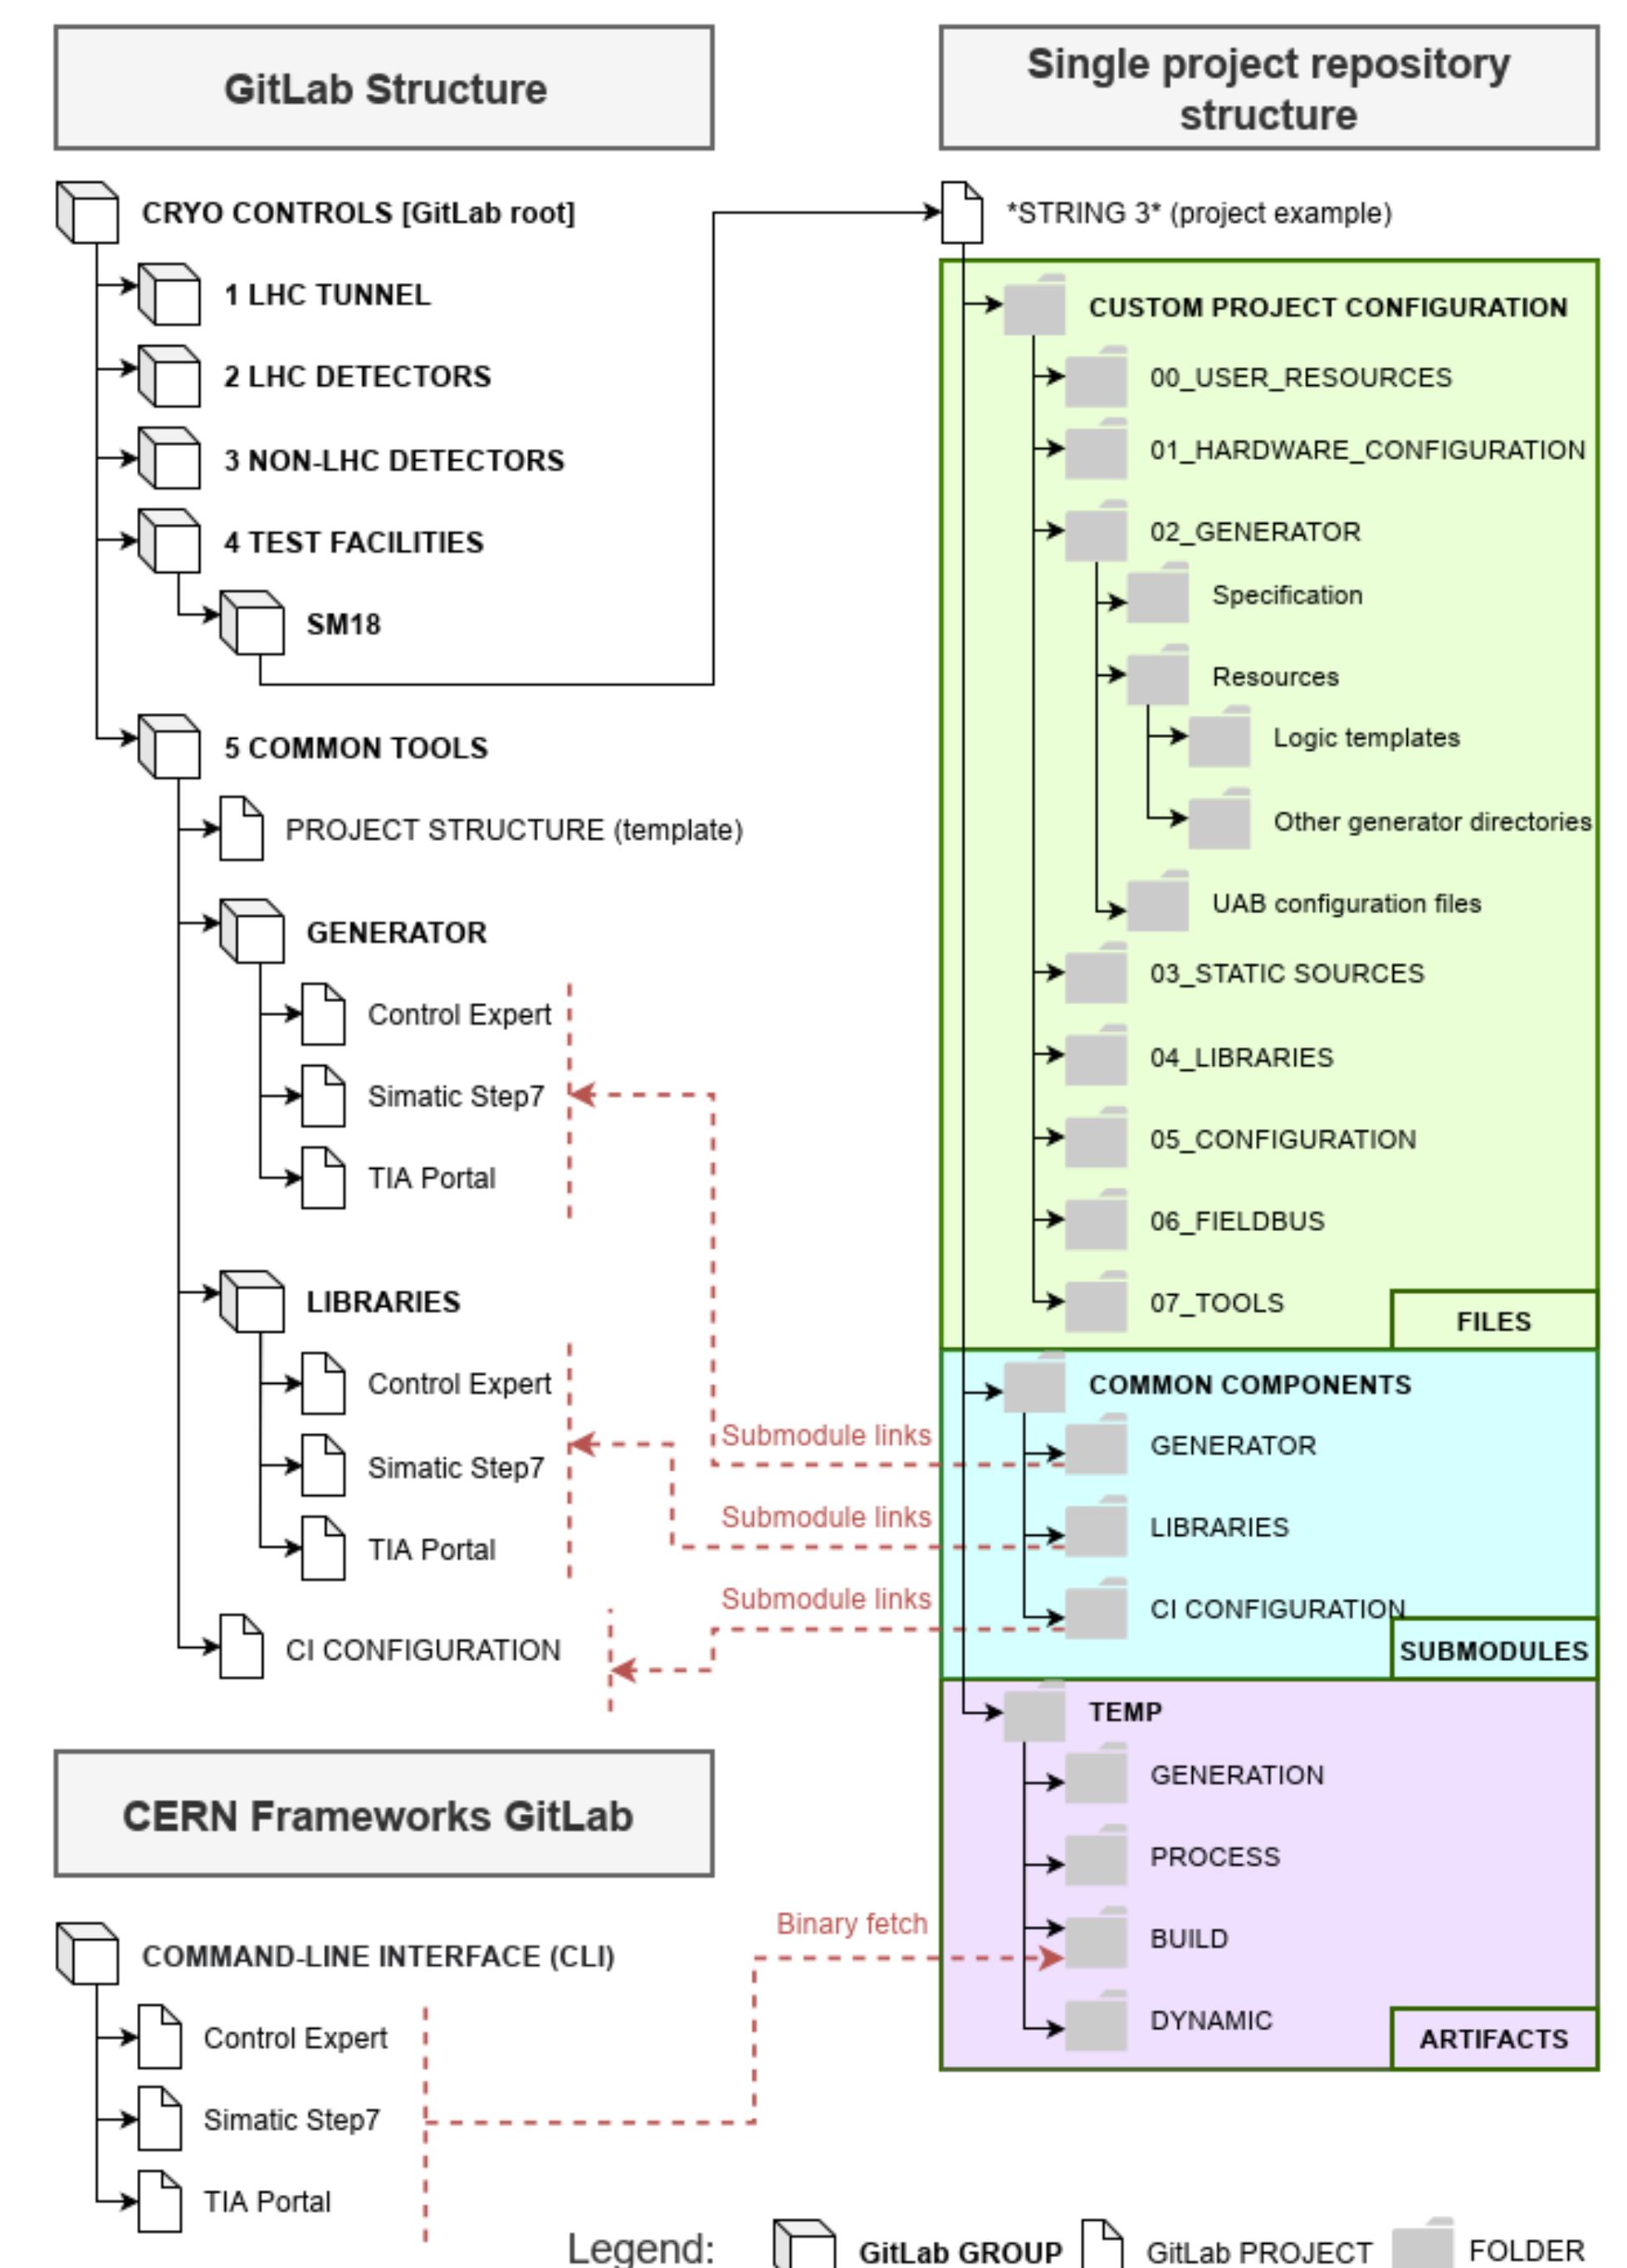 GitLab Structure
CRYO CONTROLS [GitLab root]
1 LHC TUNNEL
2 LHC DETECTORS
3 NON-LHC DETECTORS
4 TEST FACILITIES
SM18
5 COMMON TOOLS
PROJECT STRUCTURE (template)
GENERATOR
Control Expert
Simatic Step7
TIA Portal
LIBRARIES
Control Expert
Simatic Step7
TIA Portal
CI CONFIGURATION
Submodule links
Submodule links
Submodule links
CERN Frameworks GitLab
COMMAND-LINE INTERFACE (CLI)
Control Expert
Simatic Step7
TIA Portal
Binary fetch
Single project repository
structure
*STRING 3* (project example)
CUSTOM PROJECT CONFIGURATION
00_USER_RESOURCES
01_HARDWARE_CONFIGURATION
02_GENERATOR
Specification
Resources
Logic templates
Other generator directories
UAB configuration files
03_STATIC SOURCES
04_LIBRARIES
05_CONFIGURATION
06_FIELDBUS
07_TOOLS
FILES
COMMON COMPONENTS
GENERATOR
LIBRARIES
CI CONFIGURATION
SUBMODULES
TEMP
GENERATION
PROCESS
BUILD
DYNAMIC
ARTIFACTS
Legend: GitLab GROUP GitLab PROJECT FOLDER